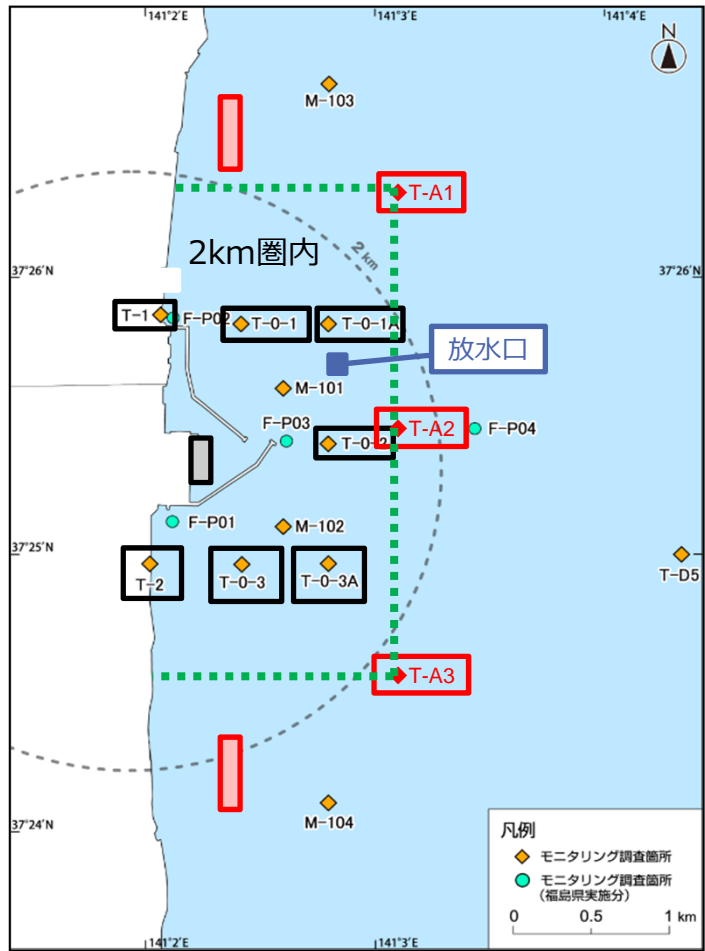 141°2′E
141°3′E
141°4′E
N
M-103
T-A1
2km圏内
2 km
37°26′N
37°26′N
T-1
F-P02
T-0-1
T-0-1A
放水口
M-101
F-P03
T-A2
F-P04
T-0-2
F-P01
M-102
37°25′N
T-2
T-0-3
T-0-3A
T-D5
T-A3
37°24′N
M-104
凡例
モニタリング調査箇所
モニタリング調査箇所
(福島県実施分)
0 0.5 1 km
141°2′E
141°3′E